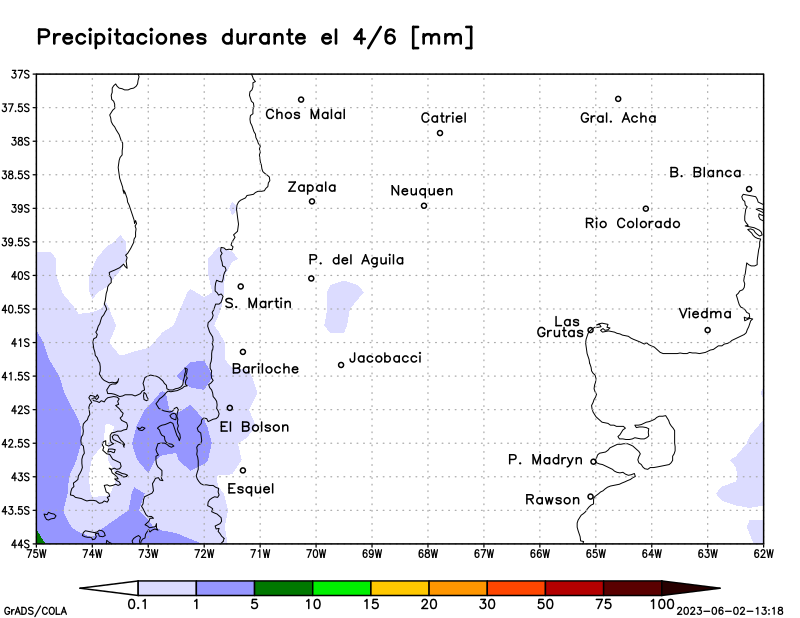 Precipitaciones durante el 4/6 [mm]
37S
37.5S
38S
38.5S
39S
39.5S
40S
40.5S
41S
41.5S
42S
42.5S
43S
43.5S
44S
Chos Malal
Catriel
Gral. Acha
B. Blanca
Zapala
Neuquen
Rio Colorado
P. del Aguila
S. Martin
Viedma
Las
Grutas
Jacobacci
Bariloche
El Bolson
P. Madryn
Esquel
Rawson
75W 74W 73W 72W 71W 70W 69W 68W 67W 66W 65W 64W 63W 62W
0.1 1 5 10 15 20 30 50 75 100
GrADS/COLA
2023-06-02-13:18